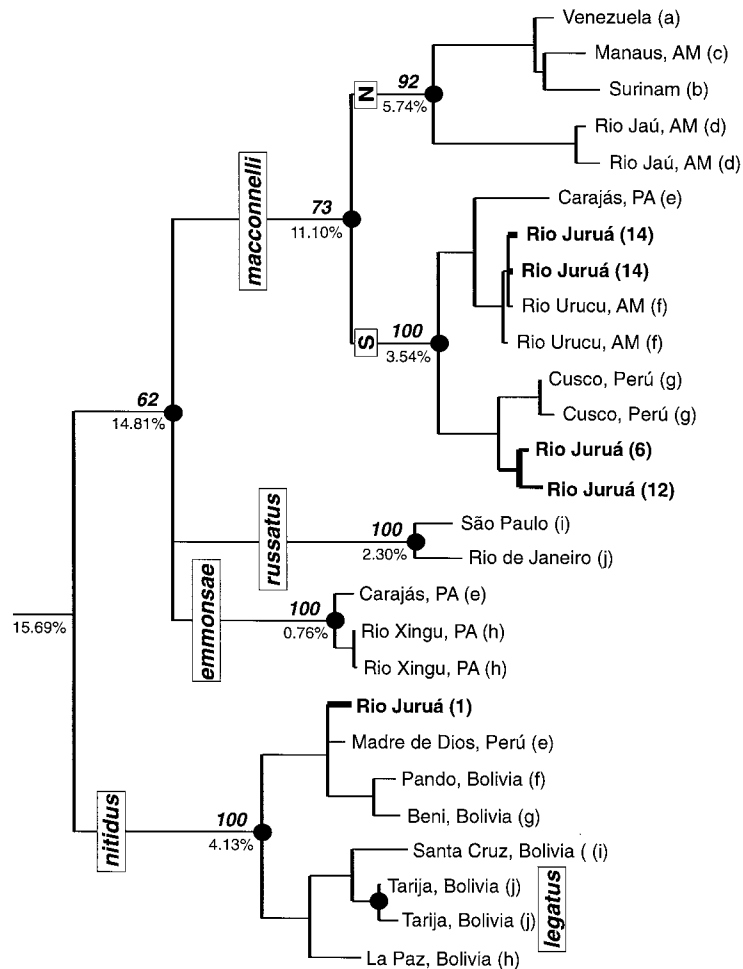 Venezuela (a)
Manaus, AM (c)
N
92
5.74%
Surinam (b)
Rio Jaú, AM (d)
Rio Jaú, AM (d)
macconnelli
73
11.10%
Carajás, PA (e)
Rio Juruá (14)
Rio Juruá (14)
Rio Urucu, AM (f)
S
100
3.54%
Rio Urucu, AM (f)
Cusco, Perú (g)
62
14.81%
Cusco, Perú (g)
Rio Juruá (6)
Rio Juruá (12)
russatus
100
2.30%
São Paulo (i)
Rio de Janeiro (j)
emmonsae
100
0.76%
Carajás, PA (e)
15.69%
Rio Xingu, PA (h)
Rio Xingu, PA (h)
Rio Juruá (1)
Madre de Dios, Perú (e)
Pando, Bolivia (f)
nitidus
100
4.13%
Beni, Bolivia (g)
Santa Cruz, Bolivia ( (i)
Tarija, Bolivia (j)
legatus
Tarija, Bolivia (j)
La Paz, Bolivia (h)